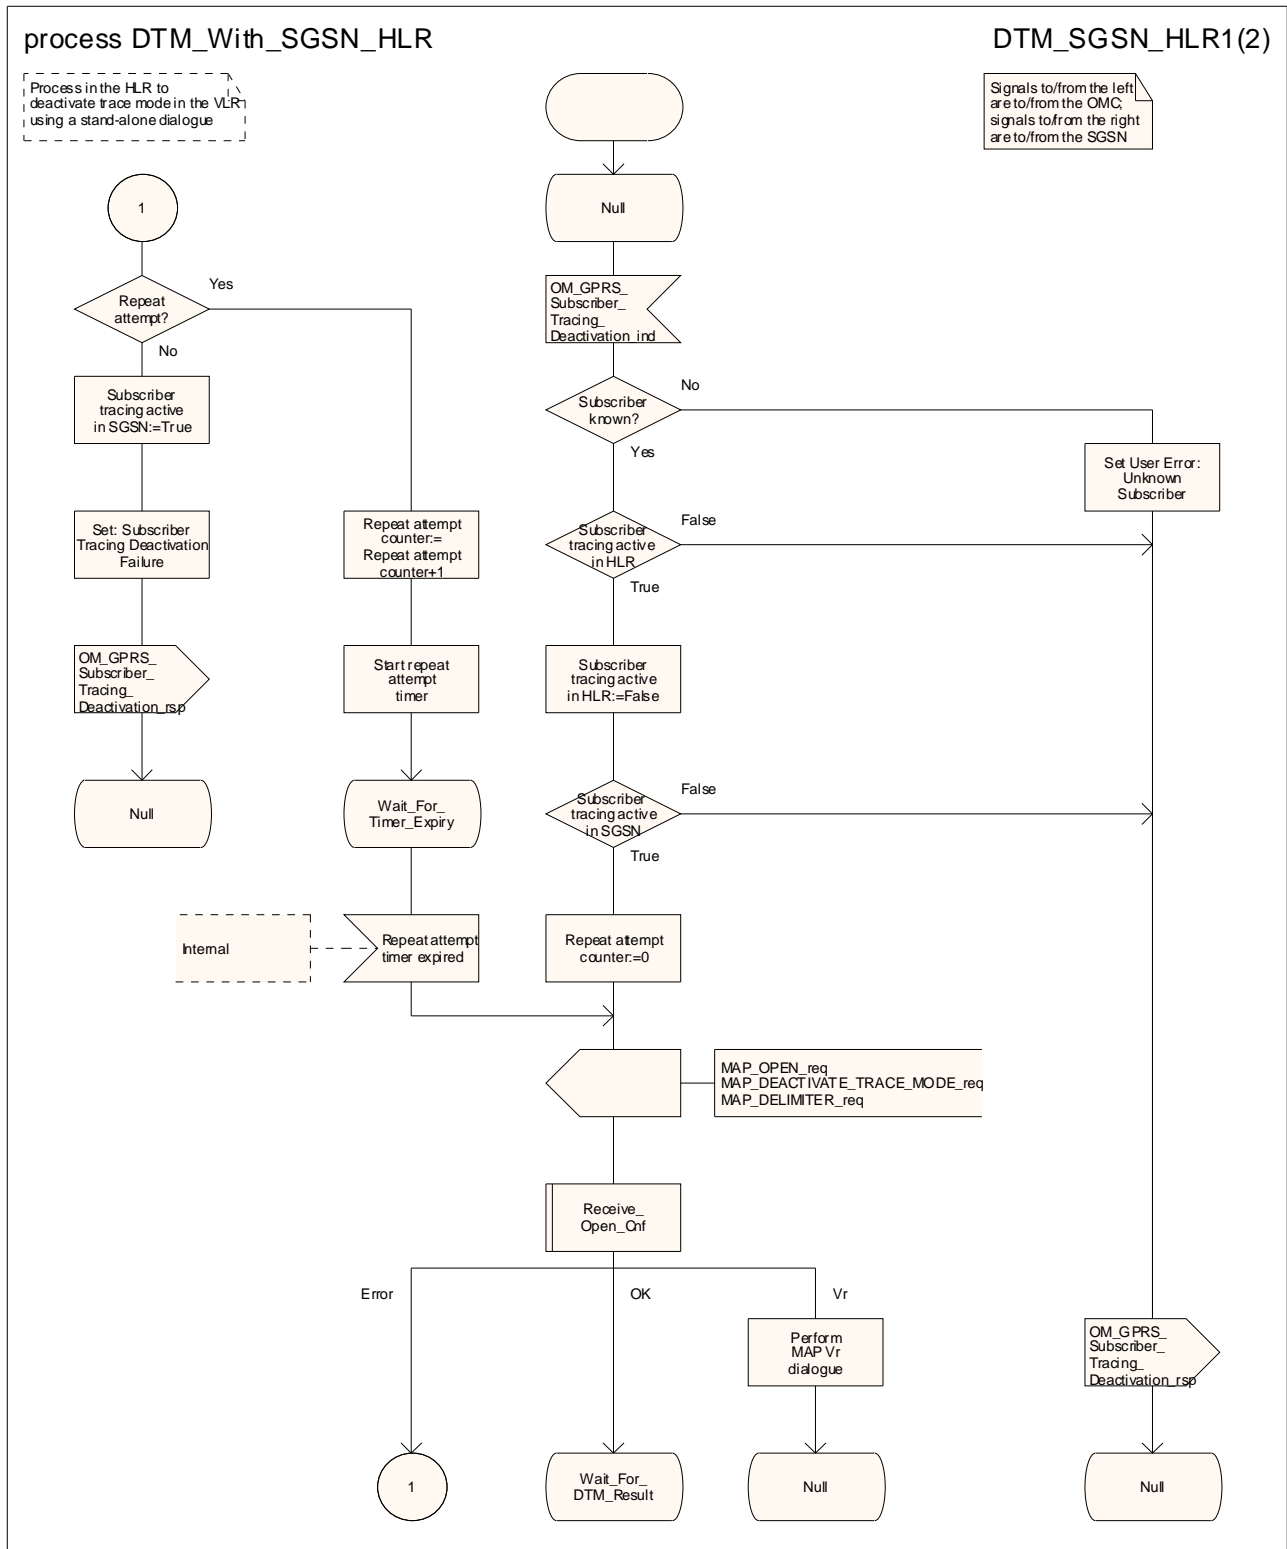 process DTM_With_SGSN_HLR
DTM_SGSN_HLR1(2)
Process in the HLR to
deactivate trace mode in the VLR
using a stand-alone dialogue
Signals to/from the left
are to/from the OMC;
signals to/from the right
are to/from the SGSN
1
Null
Repeat
attempt?
Yes
No
OM_GPRS_
Subscriber_
Tracing_
Deactivation_ind
Subscriber
tracing active
in SGSN:=True
Subscriber
known?
No
Yes
Set User Error:
Unknown
Subscriber
Set: Subscriber
Tracing Deactivation
Failure
Repeat attempt
counter:=
Repeat attempt
counter+1
Subscriber
tracing active
in HLR
False
True
OM_GPRS_
Subscriber_
Tracing_
Deactivation_rsp
Start repeat
attempt
timer
Subscriber
tracing active
in HLR:=False
Null
Wait_For_
Timer_Expiry
Subscriber
tracing active
in SGSN
False
True
Internal
Repeat attempt
timer expired
Repeat attempt
counter:=0
MAP_OPEN_req
MAP_DEACTIVATE_TRACE_MODE_req
MAP_DELIMITER_req
Receive_
Open_Cnf
Error
OK
Vr
Perform
MAP Vr
dialogue
OM_GPRS_
Subscriber_
Tracing_
Deactivation_rsp
1
Wait_For_
DTM_Result
Null
Null